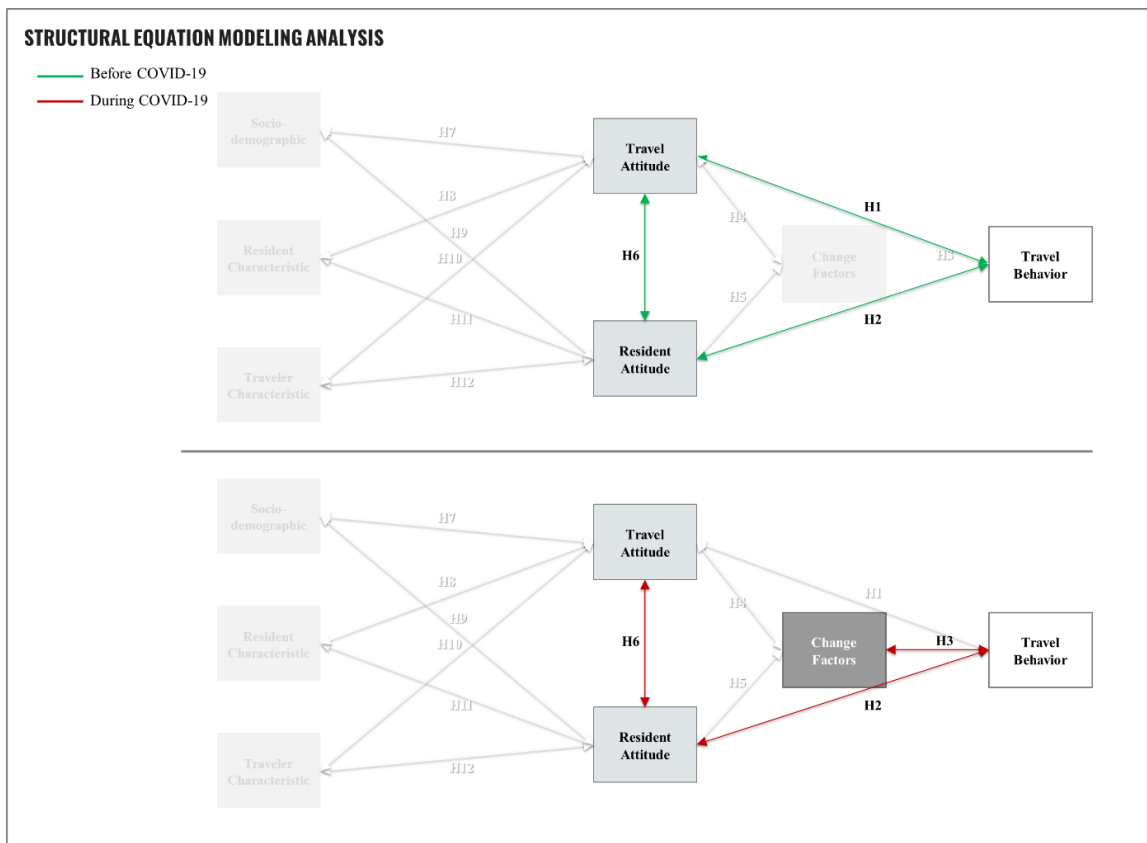 STRUCTURAL EQUATION MODELING ANALYSIS
Before COVID-19
During COVID-19
Socio-
demographic
H7
Travel
Attitude
H8
H4
H1
Resident
Characteristic
H9
H10
H6
Change
Factors
H3
Travel
Behavior
H5
H11
H2
Resident
Attitude
Traveler
Characteristic
H12
Socio-
demographic
H7
Travel
Attitude
H8
H4
H1
Resident
Characteristic
H9
H10
H6
Change
Factors
H3
Travel
Behavior
H5
H11
H2
Resident
Attitude
Traveler
Characteristic
H12